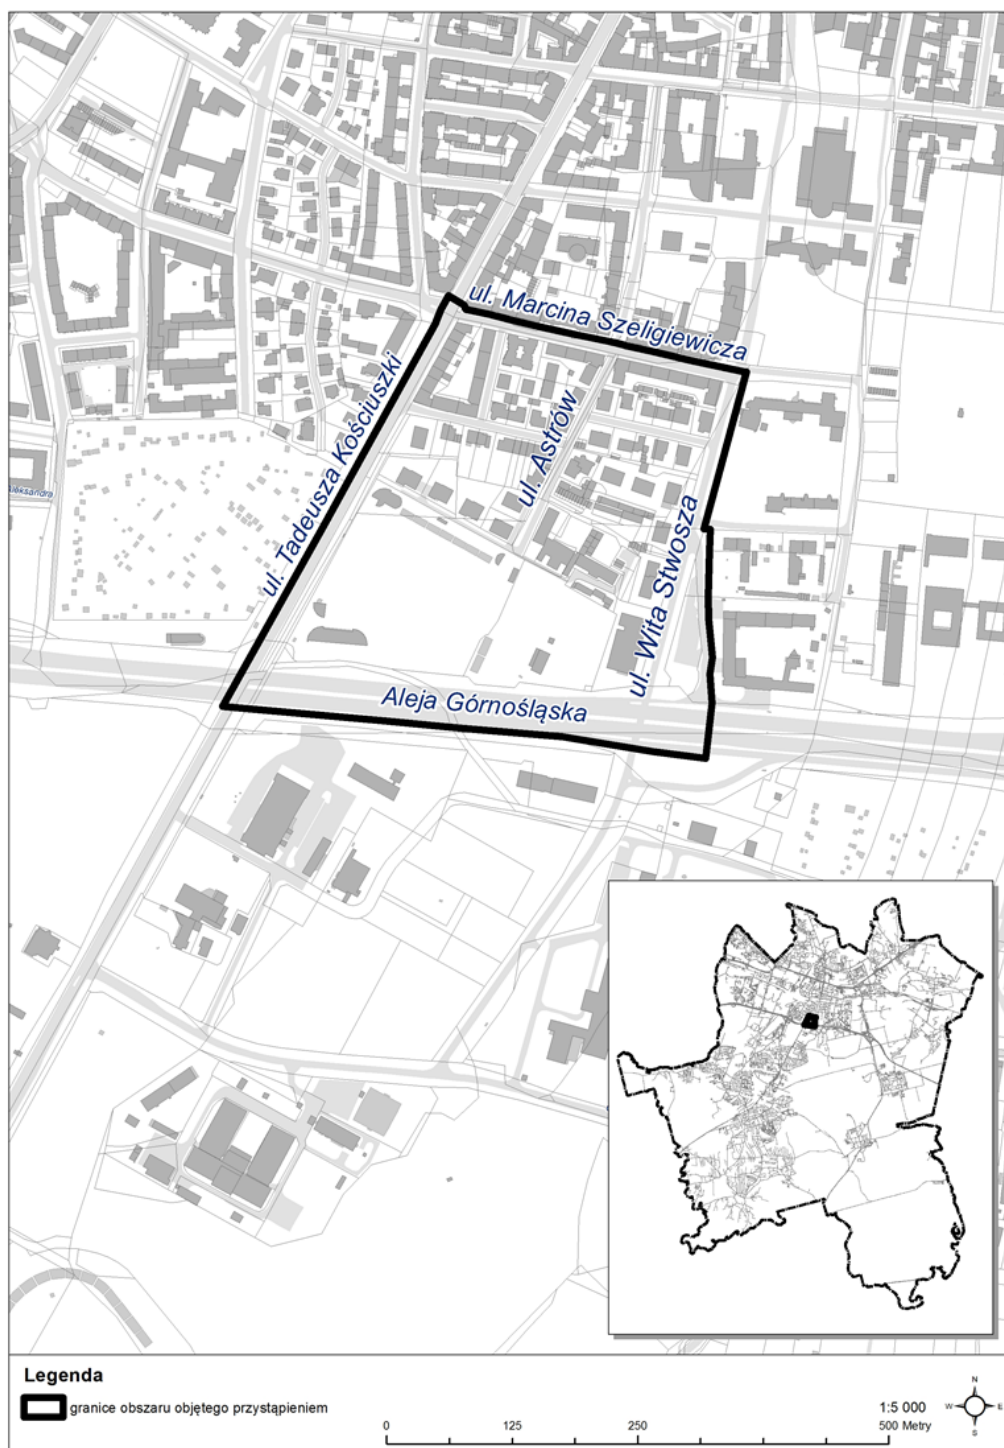 ul. Marcina Szeligiewicza
ul. Tadeusza Kościuszki
ul. Astrów
Aleksandra
ul. Wita Stwosza
Aleja Górnośląska
Legenda
granice obszaru objętego przystąpieniem
1:5 000
0 125 250 500 Metry
N
W E
S